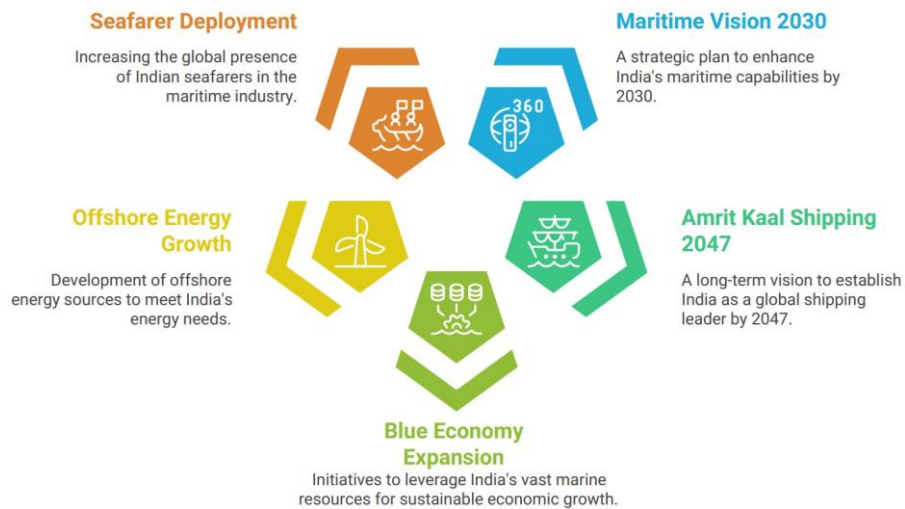 Seafarer Deployment
Increasing the global presence
of Indian seafarers in the
maritime industry.
Maritime Vision 2030
A strategic plan to enhance
India's maritime capabilities by
2030.
360
Offshore Energy
Growth
Development of offshore
energy sources to meet India's
energy needs.
Amrit Kaal Shipping
2047
A long-term vision to establish
India as a global shipping
leader by 2047.
Blue Economy
Expansion
Initiatives to leverage India's vast marine
resources for sustainable economic growth.